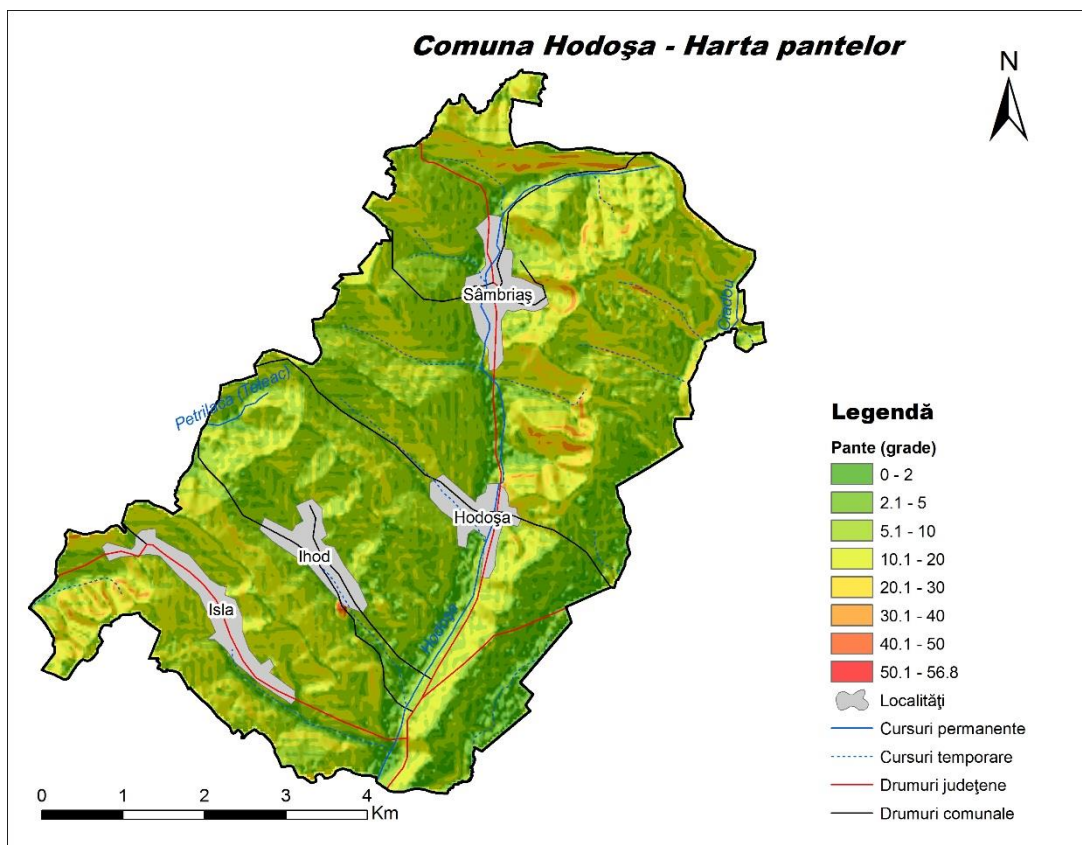 Comuna Hodoşa - Harta pantelor
N
Sâmbriaş
Petrilaca (Teleac)
Hodoşa
Ihod
Isla
Hodoşa
Legendă
Pante (grade)
0 - 2
2.1 - 5
5.1 - 10
10.1 - 20
20.1 - 30
30.1 - 40
40.1 - 50
50.1 - 56.8
Localităţi
Cursuri permanente
Cursuri temporare
Drumuri judeţene
Drumuri comunale
0 1 2 3 4
Km